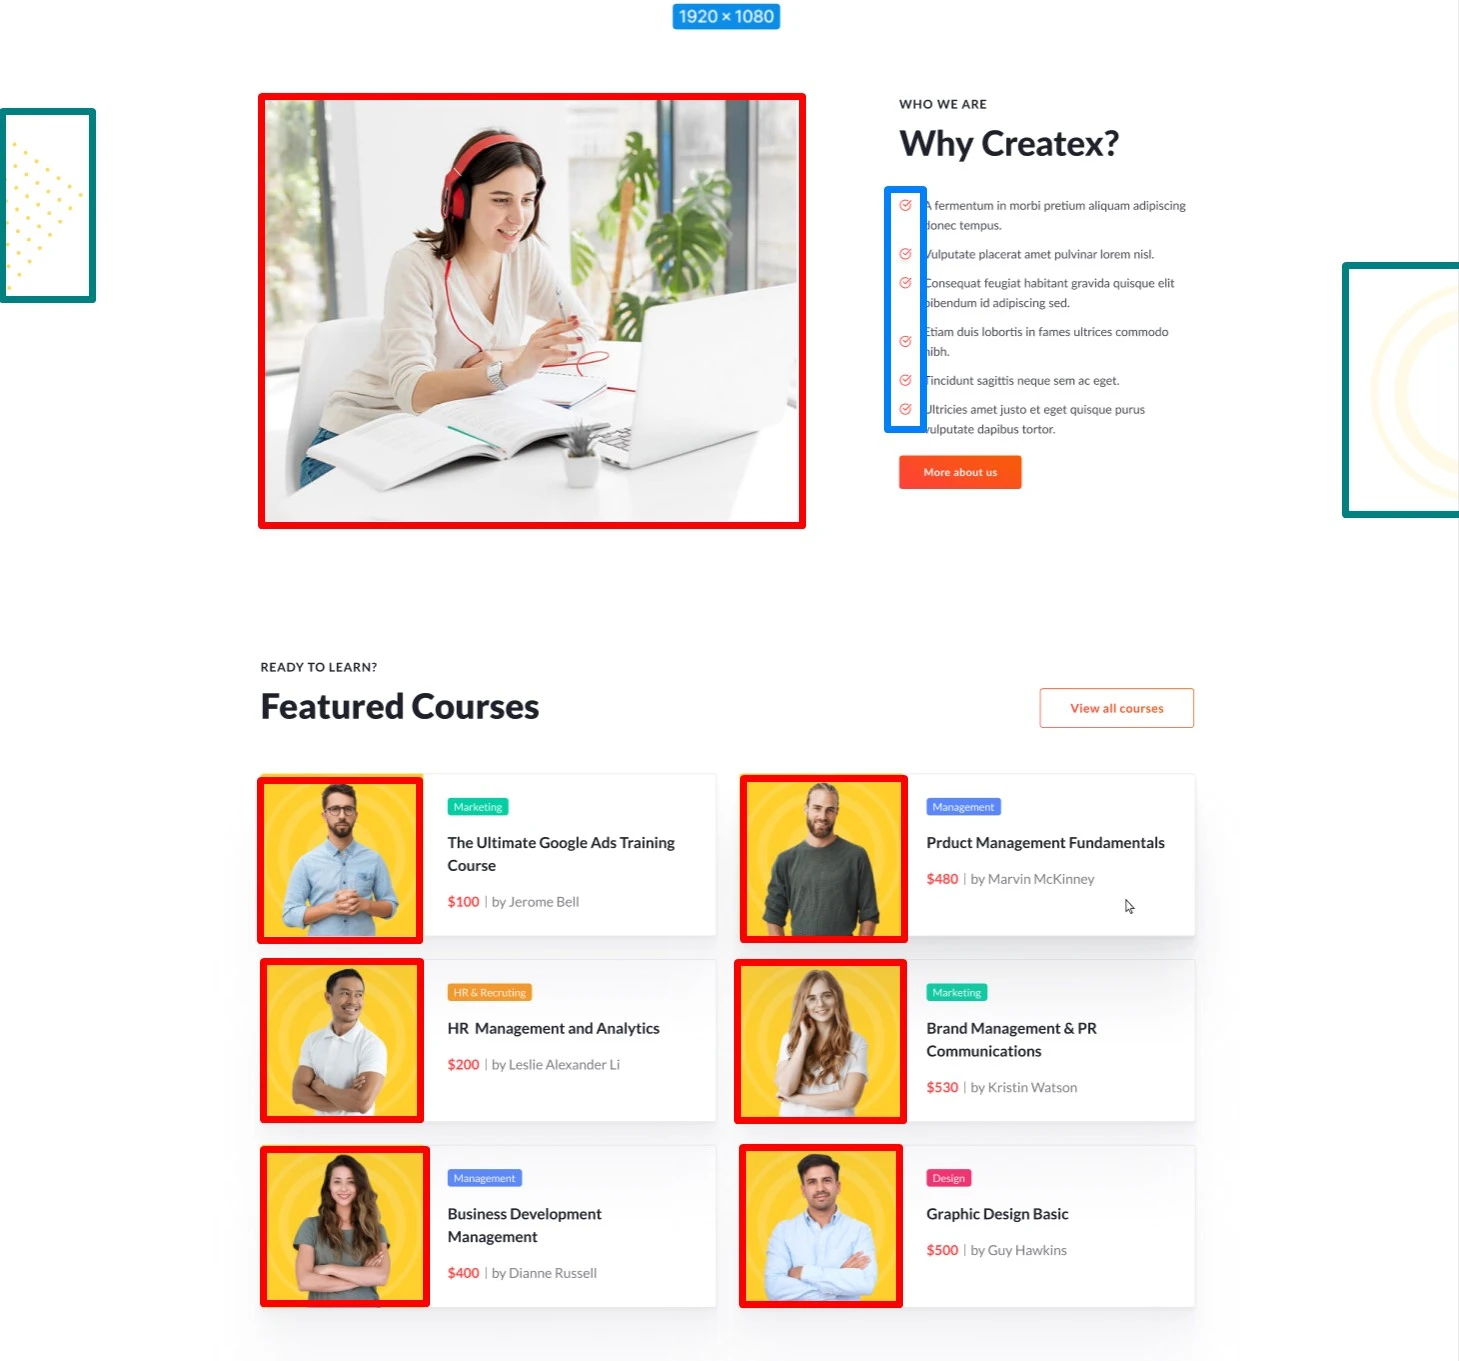 1920 × 1080
WHO WE ARE
Why Createx?
A fermentum in morbi pretium aliquam adipiscing
donec tempus.
Vulputate placerat amet pulvinar lorem nisl.
Consequat feugiat habitant gravida quisque elit
bibendum id adipiscing sed.
Etiam duis lobortis in fames ultrices commodo
nibh.
Tincidunt sagittis neque sem ac eget.
Ultricies amet justo et eget quisque purus
vulputate dapibus tortor.
More about us
READY TO LEARN?
Featured Courses
View all courses
Marketing
The Ultimate Google Ads Training
Course
$100 | by Jerome Bell
Management
Prduct Management Fundamentals
$480 | by Marvin McKinney
HR & Recruting
HR Management and Analytics
$200 | by Leslie Alexander Li
Marketing
Brand Management & PR
Communications
$530 | by Kristin Watson
Management
Business Development
Management
$400 | by Dianne Russell
Design
Graphic Design Basic
$500 | by Guy Hawkins